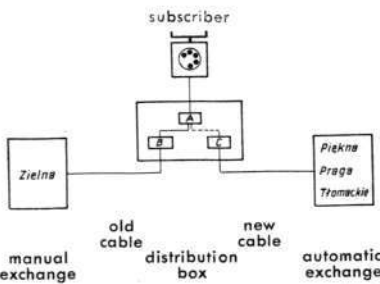 subscriber
A
B
C
Zielna
Piękna
Praga
Tłomackie
old
cable
new
cable
manual
exchange
distribution
box
automatic
exchange